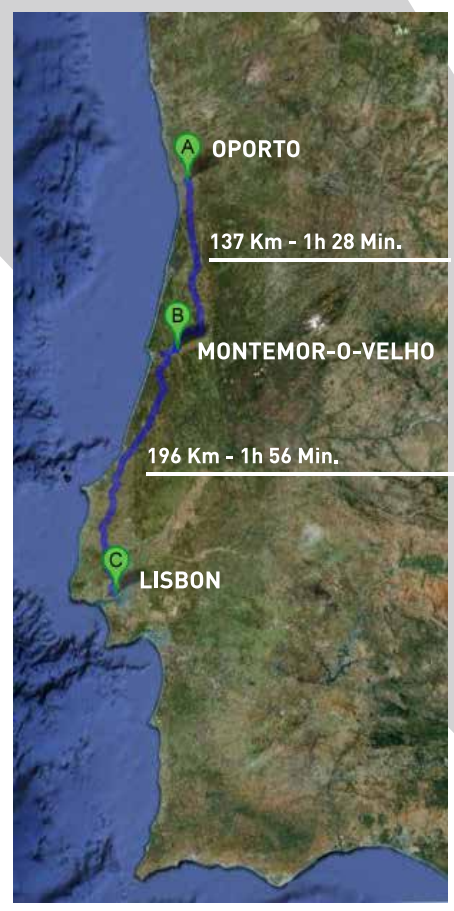 A
OPORTO
137 Km - 1h 28 Min.
B
MONTEMOR-O-VELHO
196 Km - 1h 56 Min.
C
LISBON